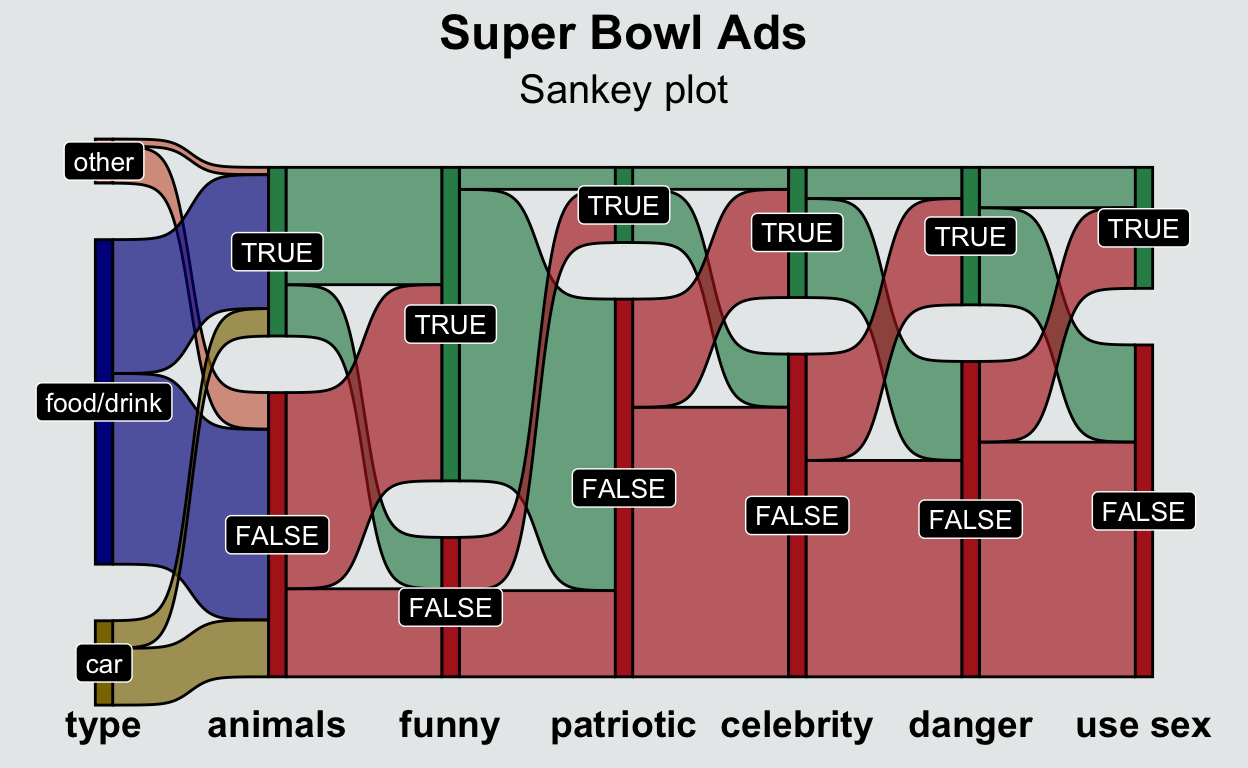 Super Bowl Ads
Sankey plot
other
food/drink
car
TRUE
FALSE
TRUE
FALSE
TRUE
FALSE
TRUE
FALSE
TRUE
FALSE
TRUE
FALSE
type animals funny patriotic celebrity danger use sex